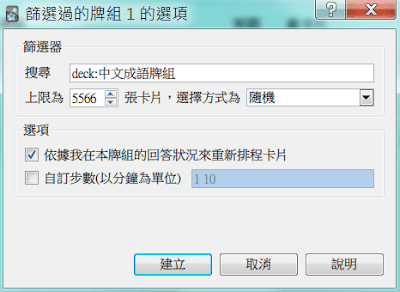 篩選過的牌組 1 的選項
篩選器
搜尋 deck:中文成語牌組
上限為 5566 張卡片，選擇方式為 隨機
選項
依據我在本牌組的回答狀況來重新排程卡片
自訂步數(以分鐘為單位) 1 10
建立 取消 說明